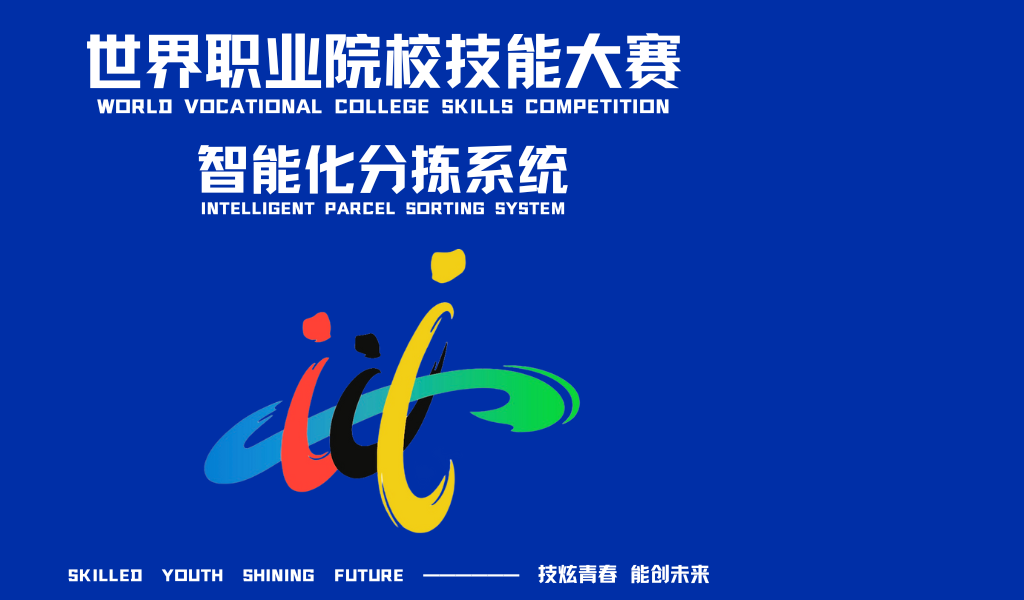 世界职业院校技能大赛
WORLD VOCATIONAL COLLEGE SKILLS COMPETITION
智能化分拣系统
INTELLIGENT PARCEL SORTING SYSTEM
SKILLED YOUTH SHINING FUTURE ———— 技炫青春 能创未来